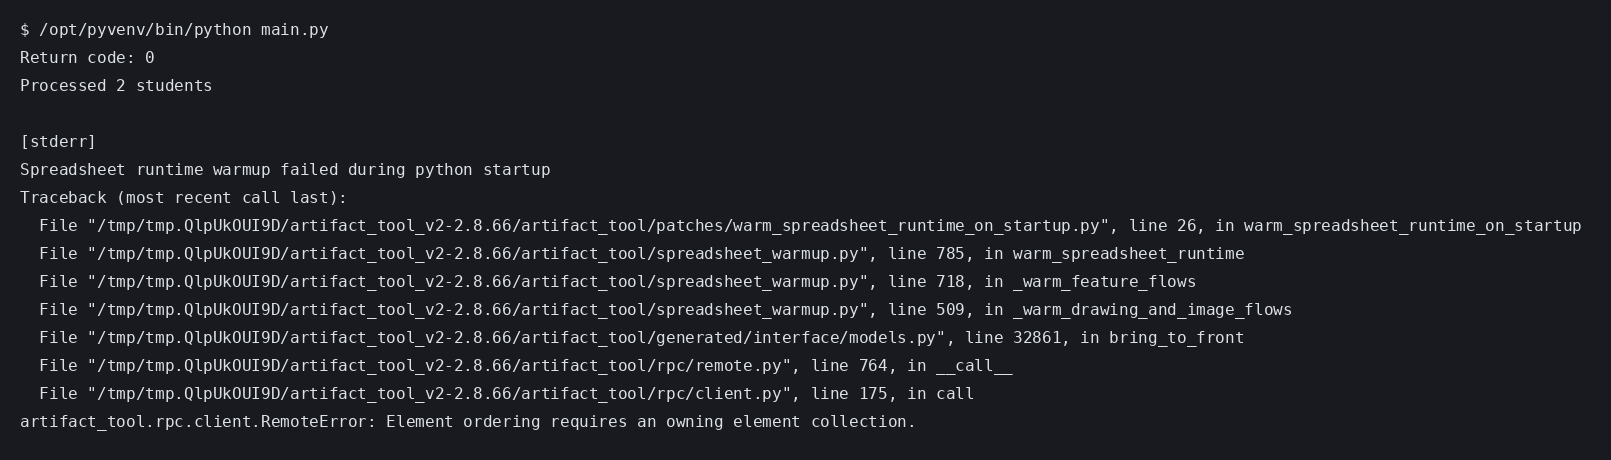 $ /opt/pyvenv/bin/python main.py
Return code: 0
Processed 2 students
[stderr]
Spreadsheet runtime warmup failed during python startup
Traceback (most recent call last):
  File "/tmp/tmp.QlpUkOUI9D/artifact_tool_v2-2.8.66/artifact_tool/patches/warm_spreadsheet_runtime_on_startup.py", line 26, in warm_spreadsheet_runtime_on_startup
  File "/tmp/tmp.QlpUkOUI9D/artifact_tool_v2-2.8.66/artifact_tool/spreadsheet_warmup.py", line 785, in warm_spreadsheet_runtime
  File "/tmp/tmp.QlpUkOUI9D/artifact_tool_v2-2.8.66/artifact_tool/spreadsheet_warmup.py", line 718, in _warm_feature_flows
  File "/tmp/tmp.QlpUkOUI9D/artifact_tool_v2-2.8.66/artifact_tool/spreadsheet_warmup.py", line 509, in _warm_drawing_and_image_flows
  File "/tmp/tmp.QlpUkOUI9D/artifact_tool_v2-2.8.66/artifact_tool/generated/interface/models.py", line 32861, in bring_to_front
  File "/tmp/tmp.QlpUkOUI9D/artifact_tool_v2-2.8.66/artifact_tool/rpc/remote.py", line 764, in __call__
  File "/tmp/tmp.QlpUkOUI9D/artifact_tool_v2-2.8.66/artifact_tool/rpc/client.py", line 175, in call
artifact_tool.rpc.client.RemoteError: Element ordering requires an owning element collection.